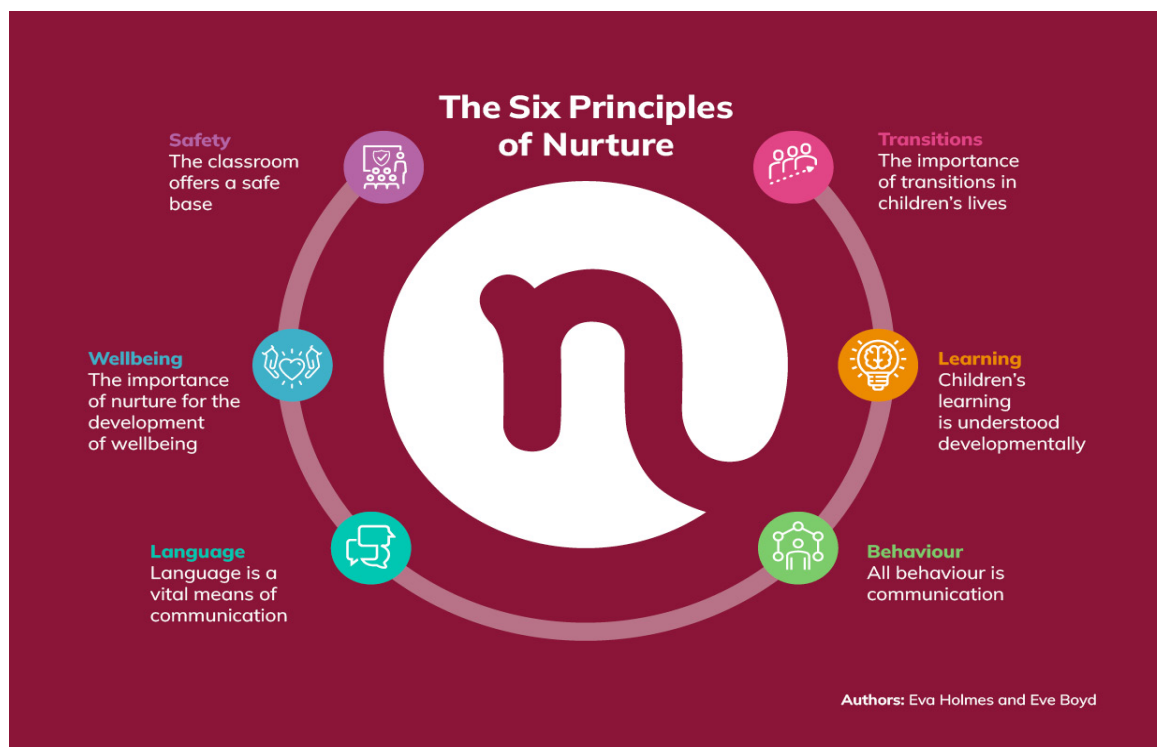 The Six Principles
of Nurture
Safety
The classroom
offers a safe
base
Transitions
The importance
of transitions in
children's lives
Wellbeing
The importance
of nurture for the
development
of wellbeing
Learning
Children's
learning
is understood
developmentally
Language
Language is a
vital means of
communication
Behaviour
All behaviour is
communication
n
Authors: Eva Holmes and Eve Boyd